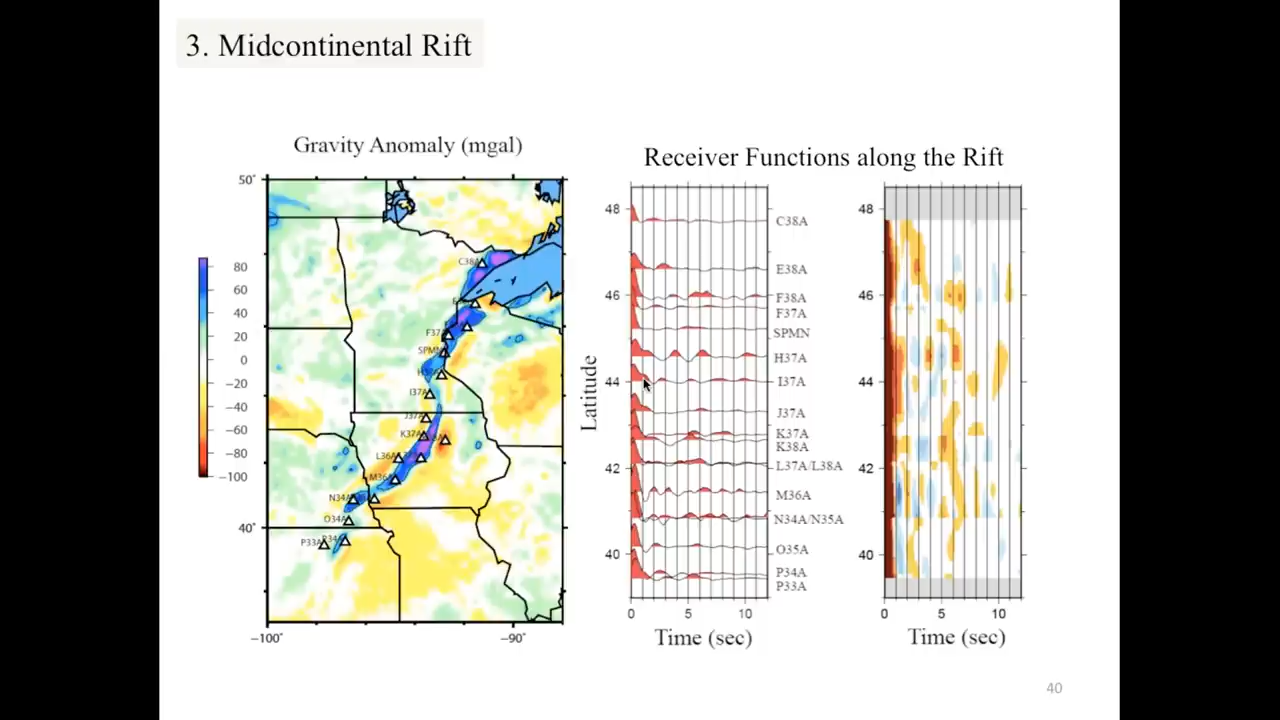 3. Midcontinental Rift
Gravity Anomaly (mgal)
50°
40°
−100°
−90°
80
60
40
20
0
−20
−40
−60
−80
−100
C38A
F37A
SPMN
H37A
I37A
J37A
K37A
L36A
M36A
N34A
O34A
P33A
P34A
Receiver Functions along the Rift
Latitude
48
46
44
42
40
C38A
E38A
F38A
F37A
SPMN
H37A
I37A
J37A
K37A
K38A
L37A/L38A
M36A
N34A/N35A
O35A
P34A
P33A
0
5
10
Time (sec)
48
46
44
42
40
0
5
10
Time (sec)
40